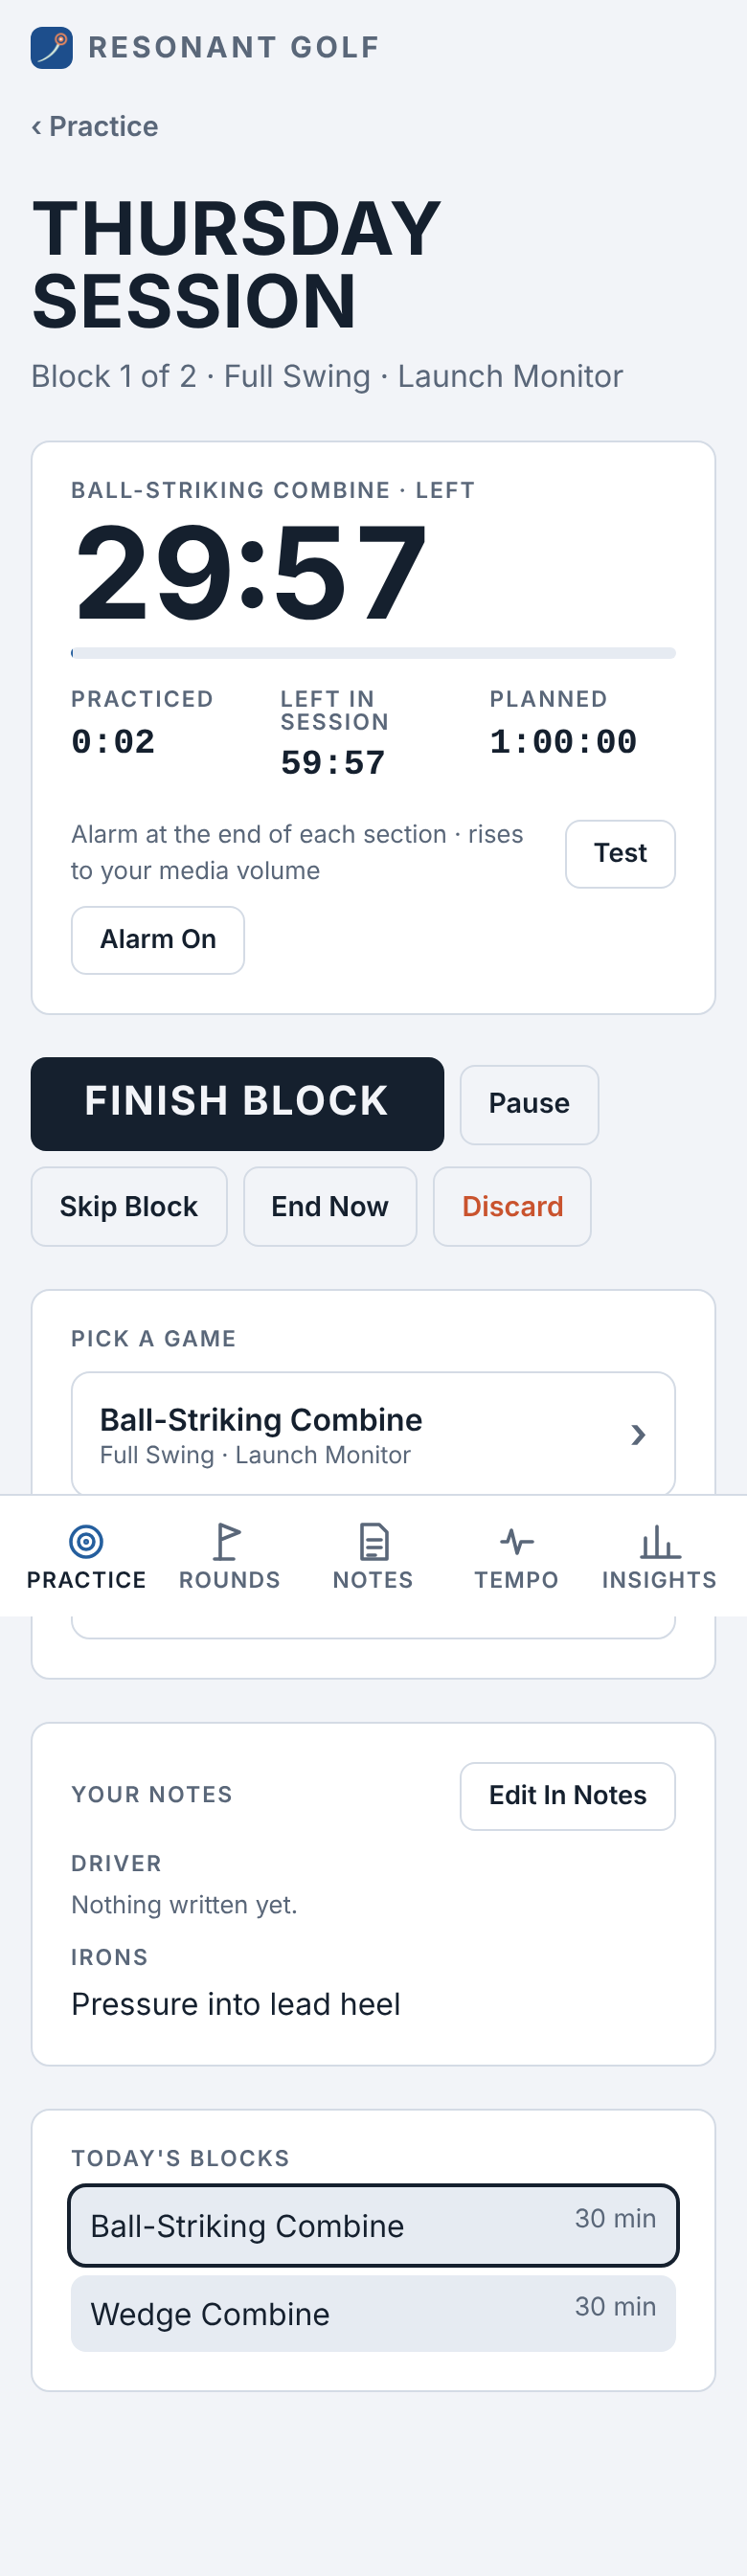 RESONANT GOLF
‹ Practice
THURSDAY
SESSION
Block 1 of 2 · Full Swing · Launch Monitor
BALL-STRIKING COMBINE · LEFT
29:57
PRACTICED
0:02
LEFT IN
SESSION
59:57
PLANNED
1:00:00
Alarm at the end of each section · rises
to your media volume
Test
Alarm On
FINISH BLOCK
Pause
Skip Block
End Now
Discard
PICK A GAME
Ball-Striking Combine
Full Swing · Launch Monitor
PRACTICE
ROUNDS
NOTES
TEMPO
INSIGHTS
YOUR NOTES
Edit In Notes
DRIVER
Nothing written yet.
IRONS
Pressure into lead heel
TODAY'S BLOCKS
Ball-Striking Combine
30 min
Wedge Combine
30 min